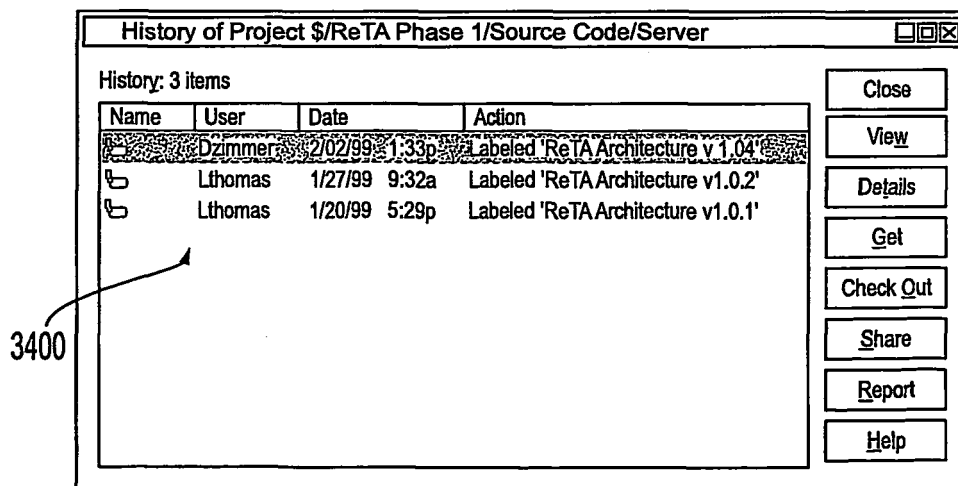 History of Project $/ReTA Phase 1/Source Code/Server
History: 3 items
Name User Date Action
Dzimmer 2/02/99 1:33p Labeled 'ReTA Architecture v 1.04'
Lthomas 1/27/99 9:32a Labeled 'ReTA Architecture v1.0.2'
Lthomas 1/20/99 5:29p Labeled 'ReTA Architecture v1.0.1'
Close
View
Details
Get
Check Out
Share
Report
Help
3400